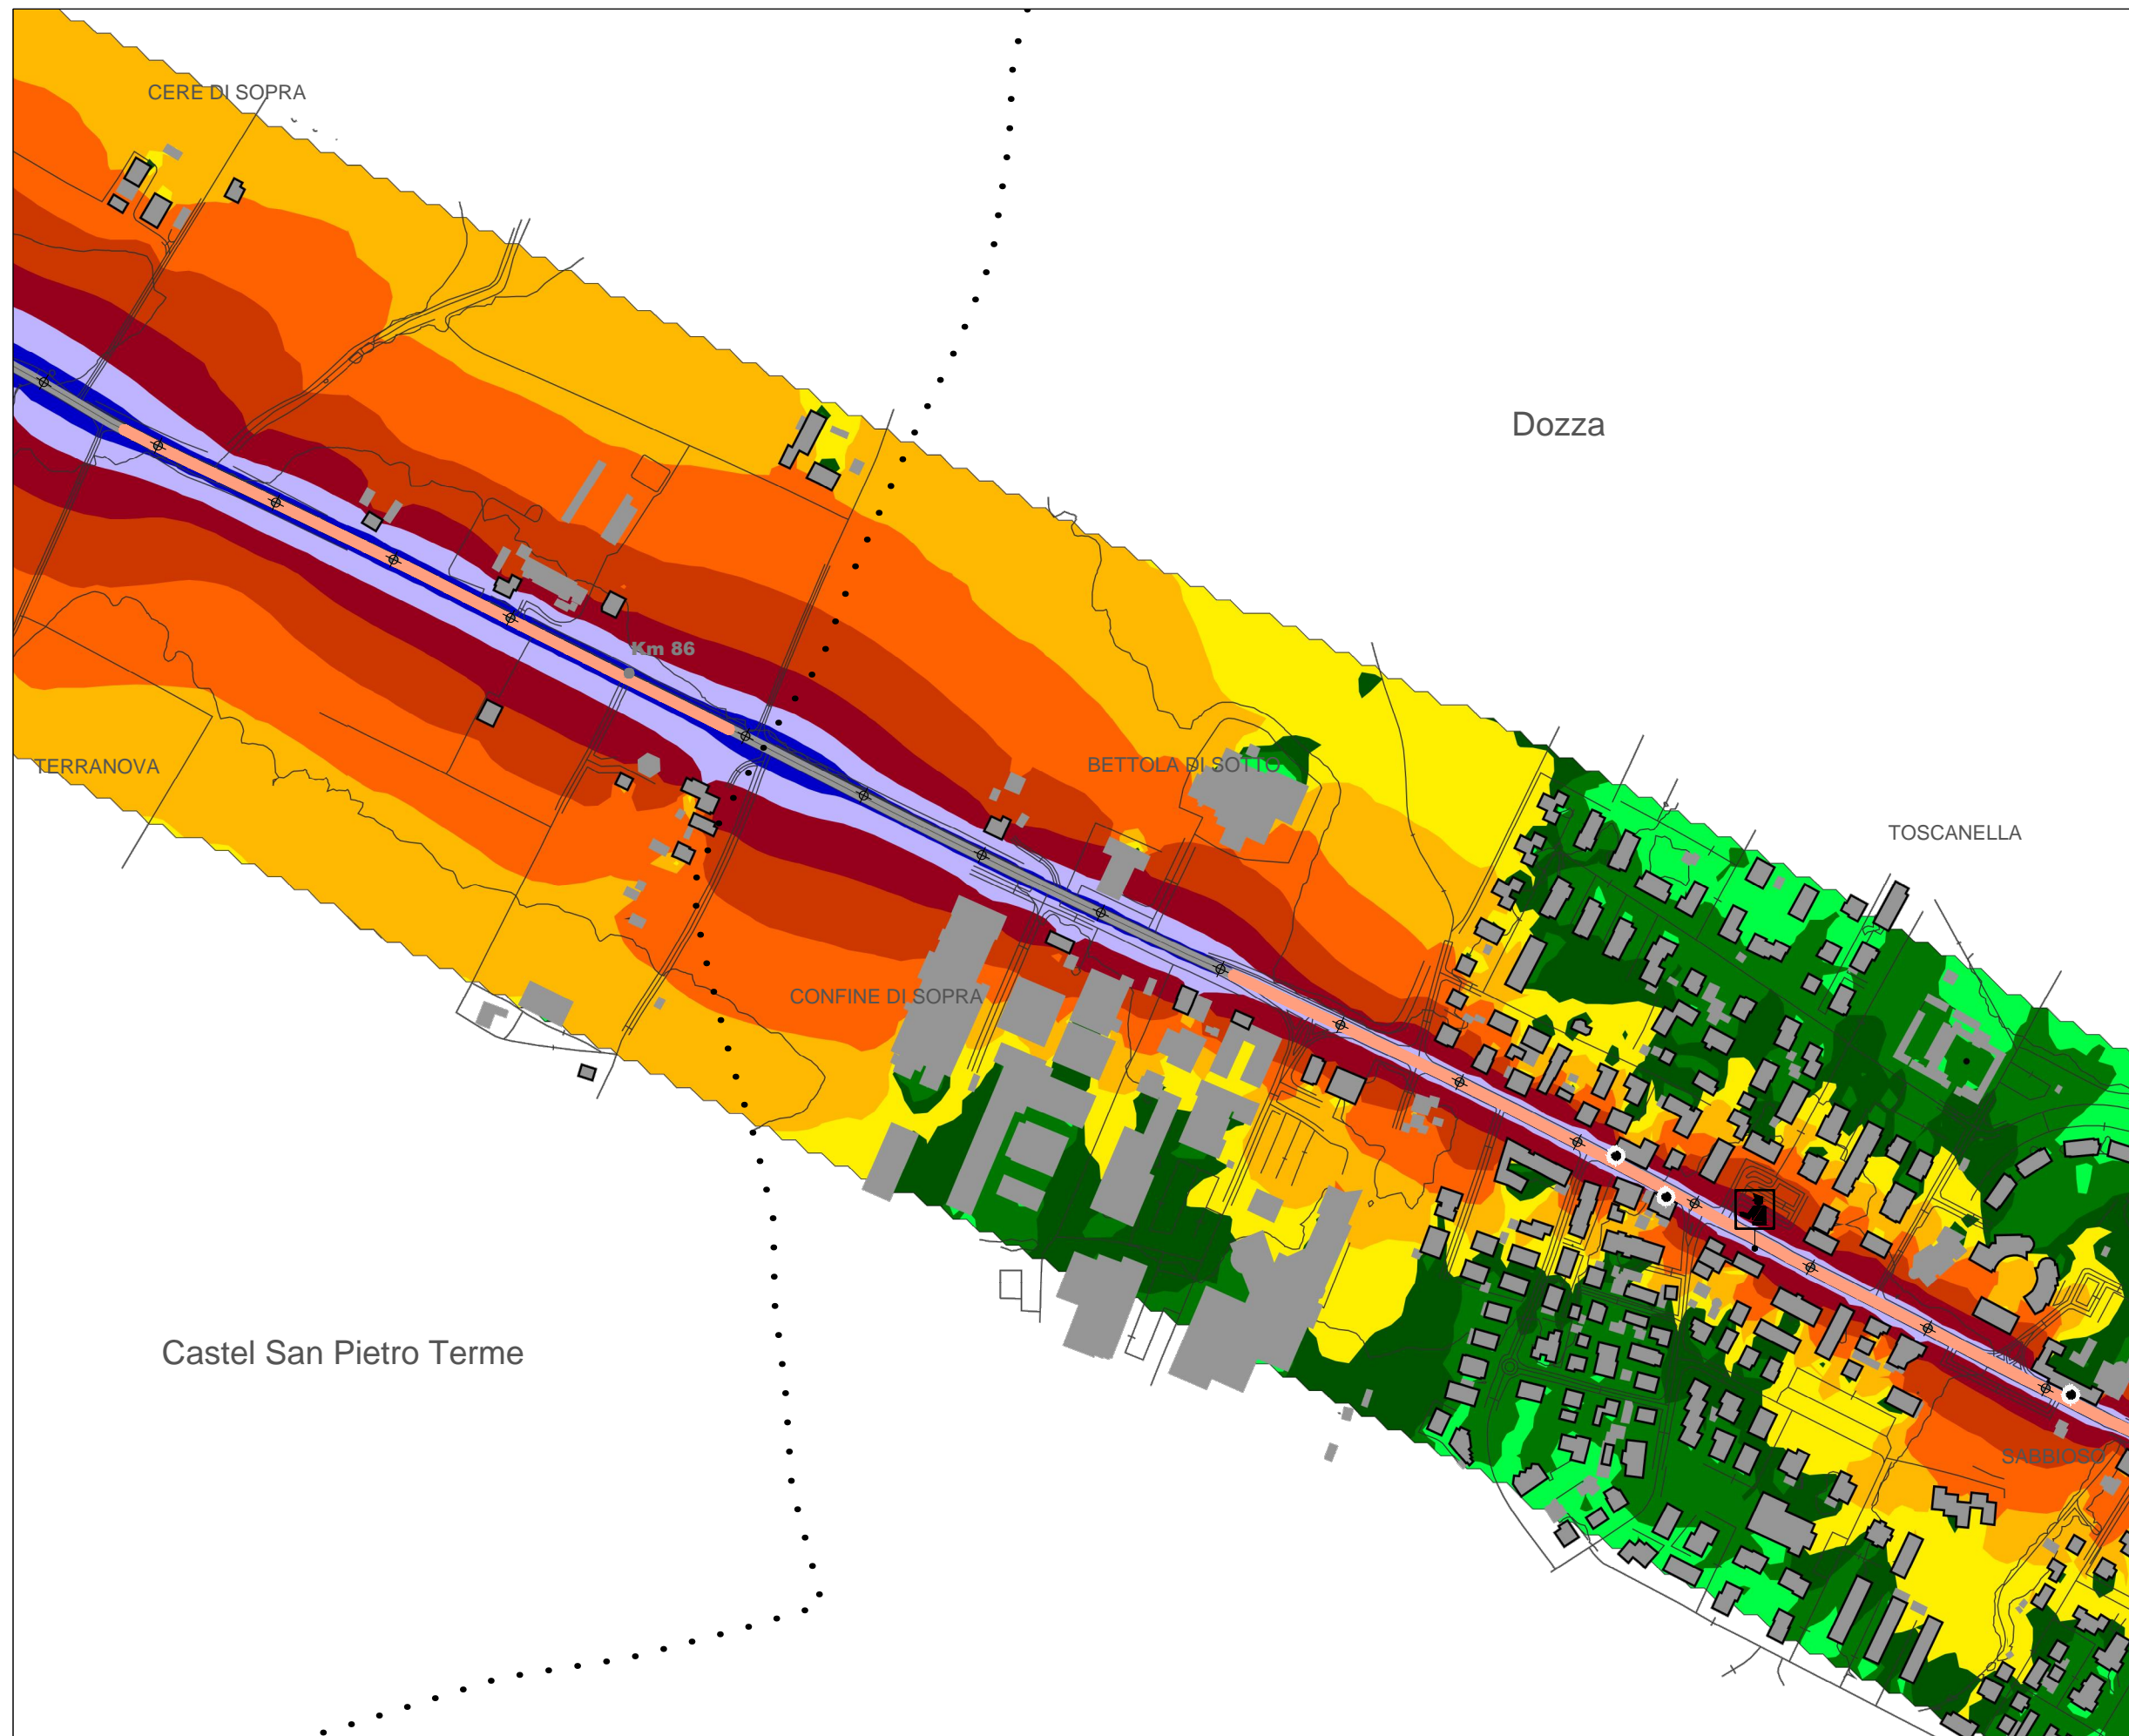 CERE DI SOPRA
Dozza
Km 86
TERRANOVA
BETTOLA DI SOTTO
TOSCANELLA
CONFINE DI SOPRA
Castel San Pietro Terme
SABBIOSO